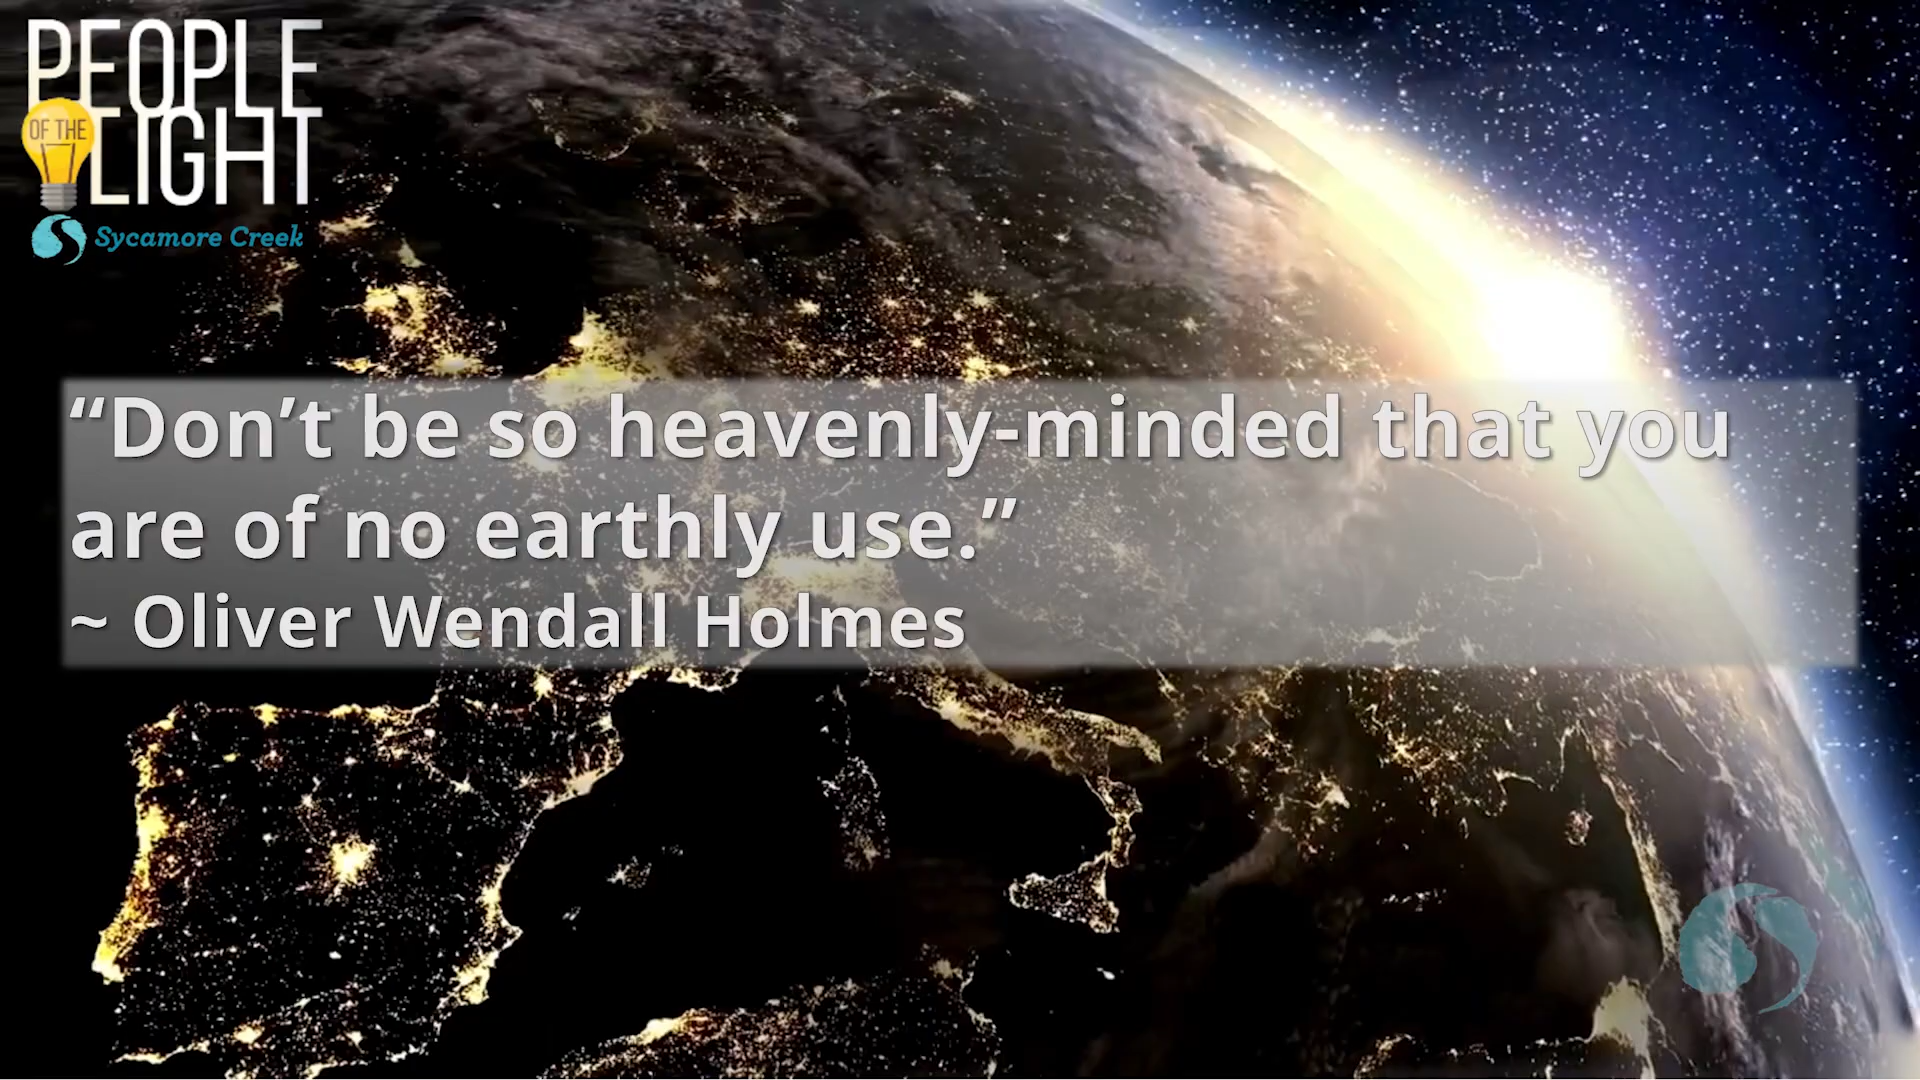 PEOPLE
OF THE
LIGHT
Sycamore Creek
“Don’t be so heavenly-minded that you
are of no earthly use.”
~ Oliver Wendall Holmes